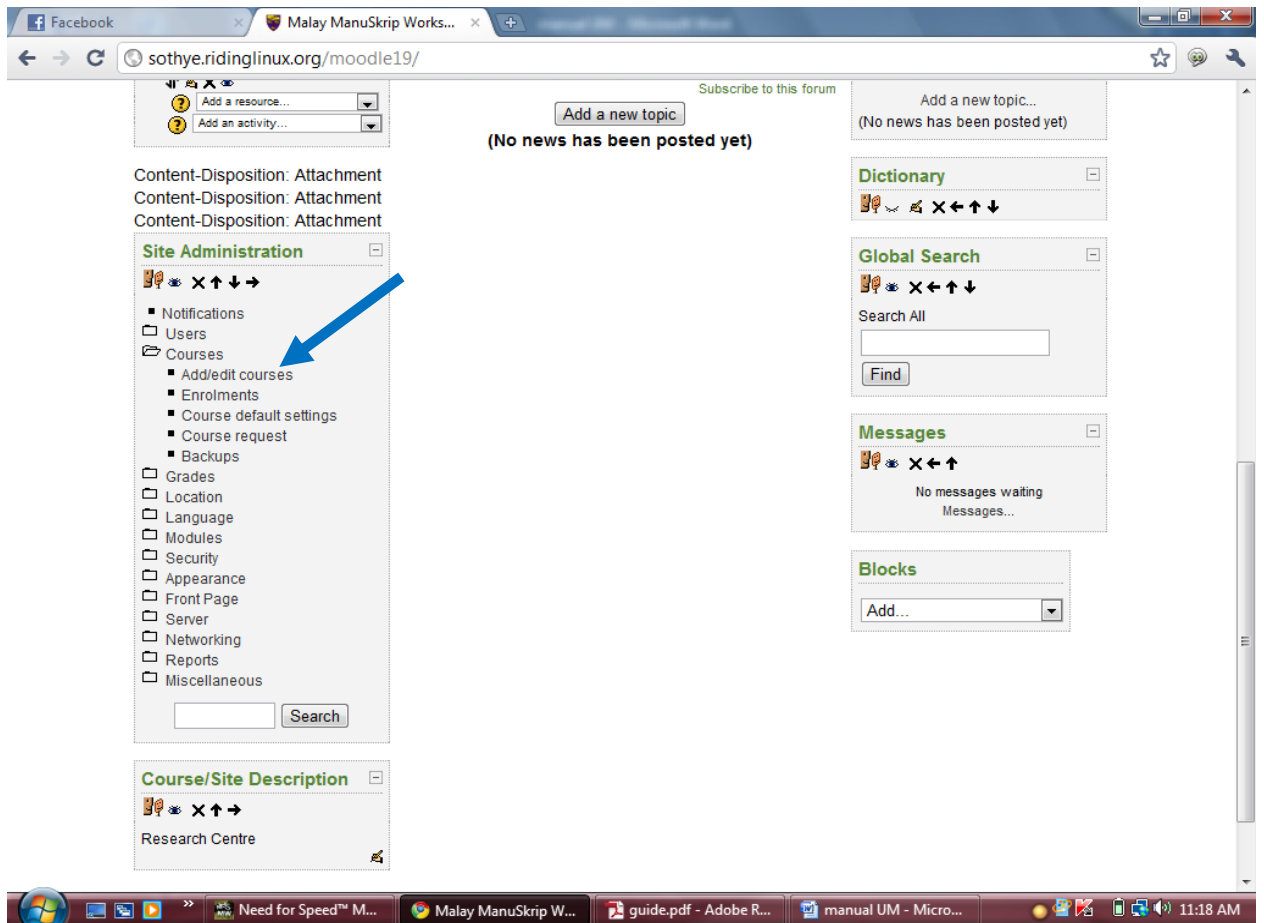 Facebook
Malay ManuSkrip Works...
sothye.ridinglinux.org/moodle19/
Add a resource...
Add an activity...
Content-Disposition: Attachment
Content-Disposition: Attachment
Content-Disposition: Attachment
Site Administration
Notifications
Users
Courses
Add/edit courses
Enrolments
Course default settings
Course request
Backups
Grades
Location
Language
Modules
Security
Appearance
Front Page
Server
Networking
Reports
Miscellaneous
Search
Course/Site Description
Research Centre
Subscribe to this forum
Add a new topic
(No news has been posted yet)
Add a new topic...
(No news has been posted yet)
Dictionary
Global Search
Search All
Find
Messages
No messages waiting
Messages...
Blocks
Add...
Need for Speed™ M...
Malay ManuSkrip W...
guide.pdf - Adobe R...
manual UM - Micro...
11:18 AM